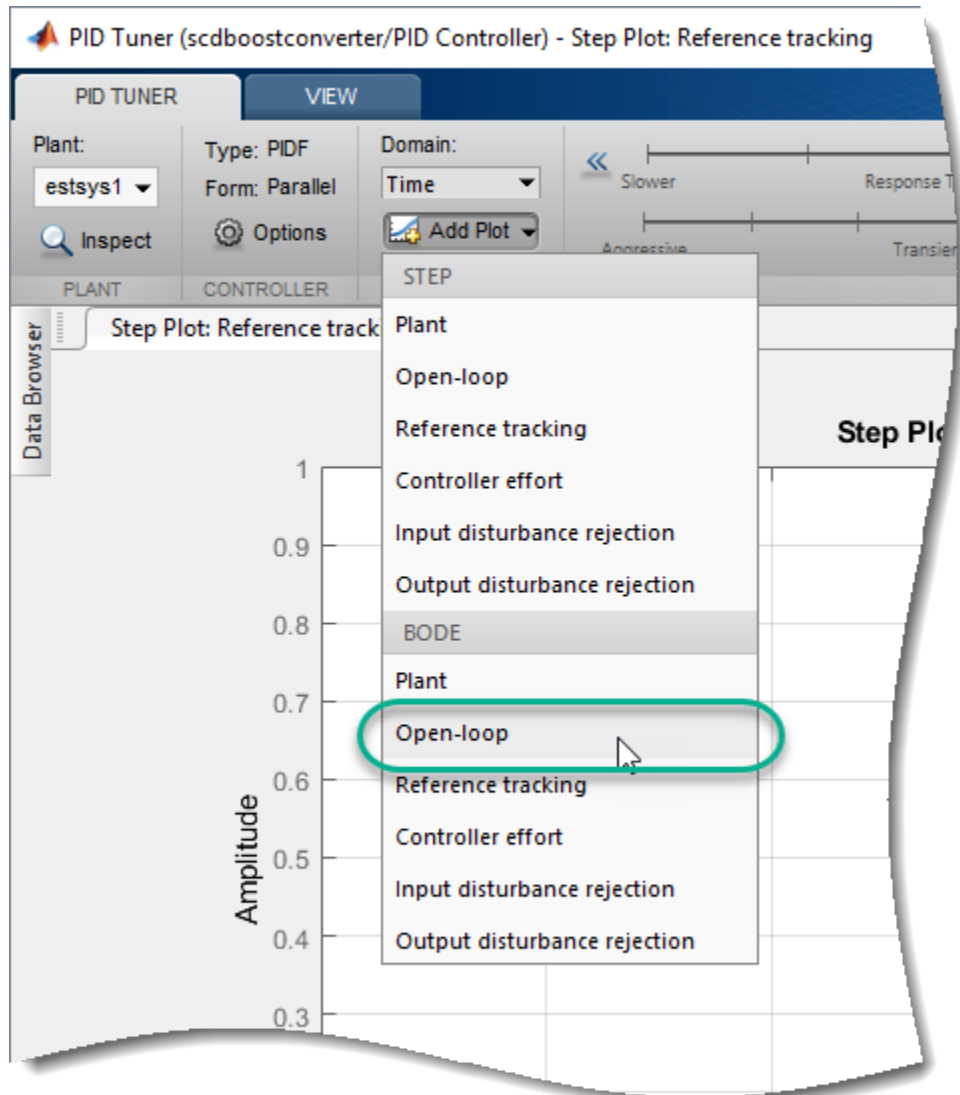 PID Tuner (scdboostconverter/PID Controller) - Step Plot: Reference tracking
PID TUNER
VIEW
Plant:
estsys1
Inspect
PLANT
Type: PIDF
Form: Parallel
Options
CONTROLLER
Domain:
Time
Add Plot
Slower
Response T
Aggressive
Transien
STEP
Plant
Open-loop
Reference tracking
Controller effort
Input disturbance rejection
Output disturbance rejection
BODE
Plant
Open-loop
Reference tracking
Controller effort
Input disturbance rejection
Output disturbance rejection
Data Browser
Step Plot: Reference track
Step Plo
Amplitude
1
0.9
0.8
0.7
0.6
0.5
0.4
0.3